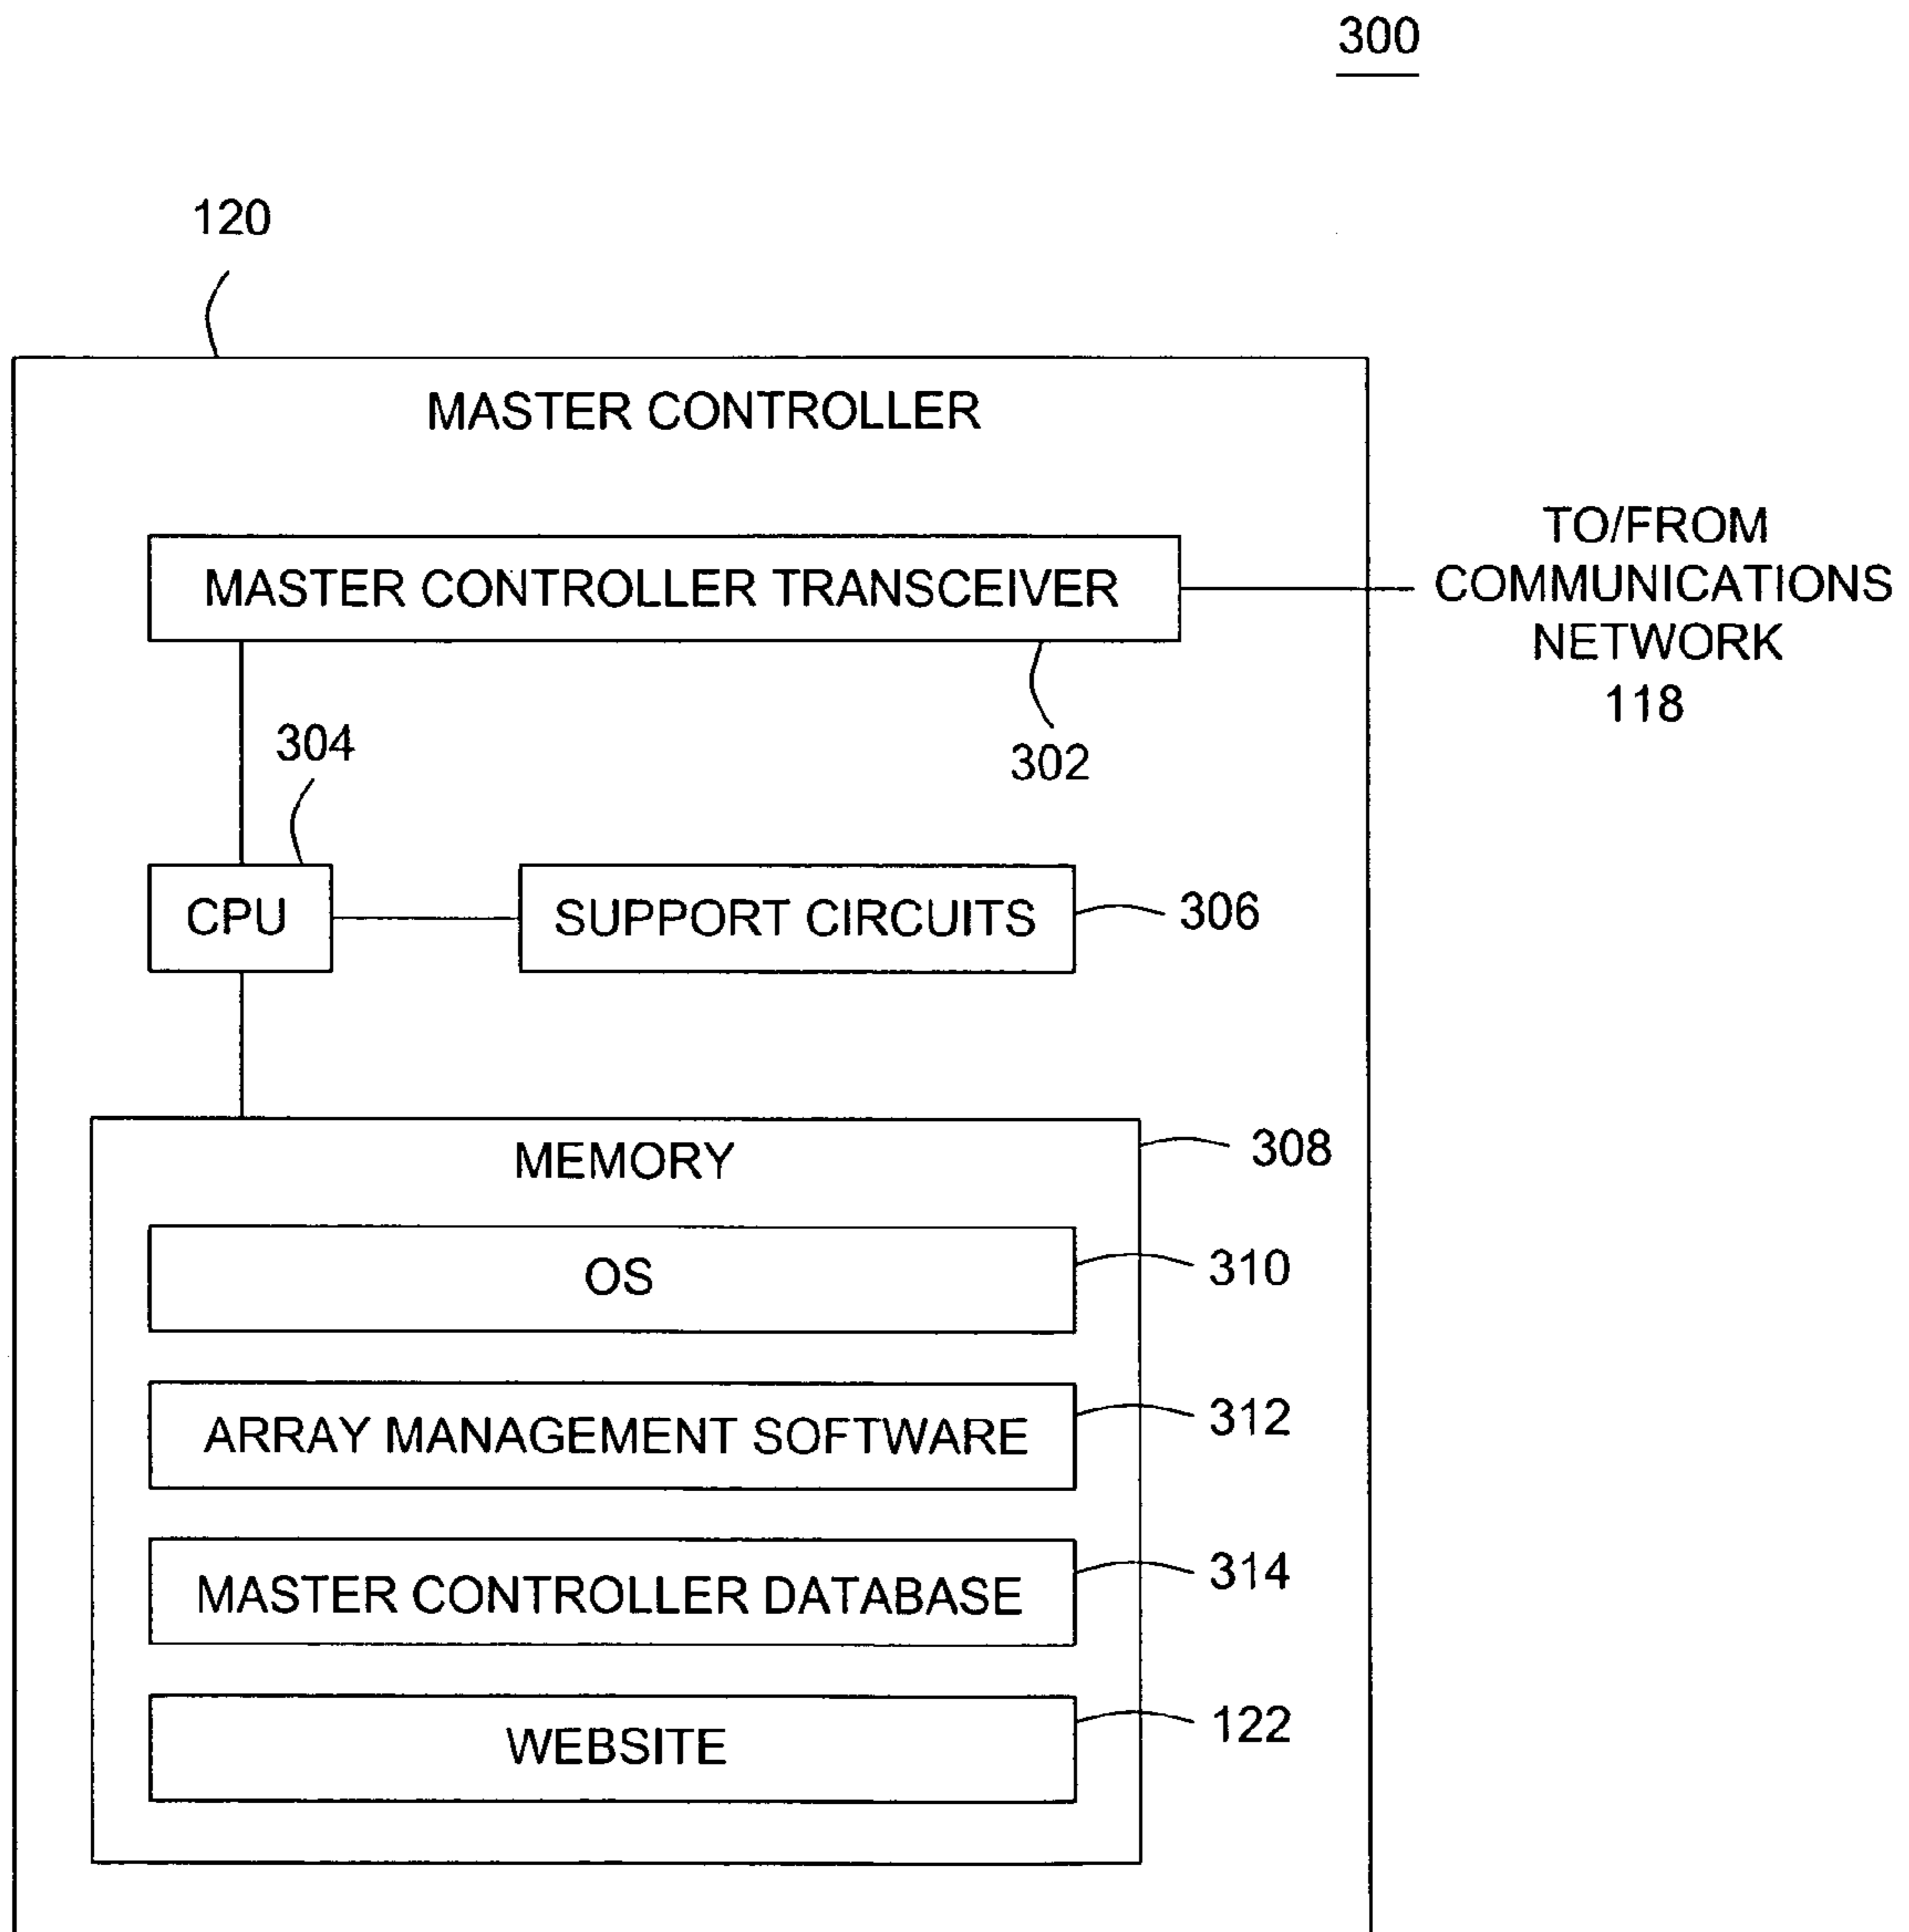 300
120
MASTER CONTROLLER
MASTER CONTROLLER TRANSCEIVER
TO/FROM
COMMUNICATIONS
NETWORK
118
302
304
CPU
SUPPORT CIRCUITS
306
MEMORY
308
OS
310
ARRAY MANAGEMENT SOFTWARE
312
MASTER CONTROLLER DATABASE
314
WEBSITE
122